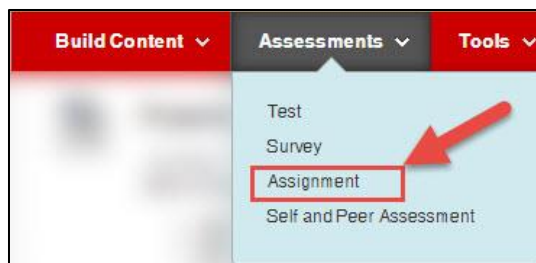 Build Content Assessments Tools
Test
Survey
Assignment
Self and Peer Assessment